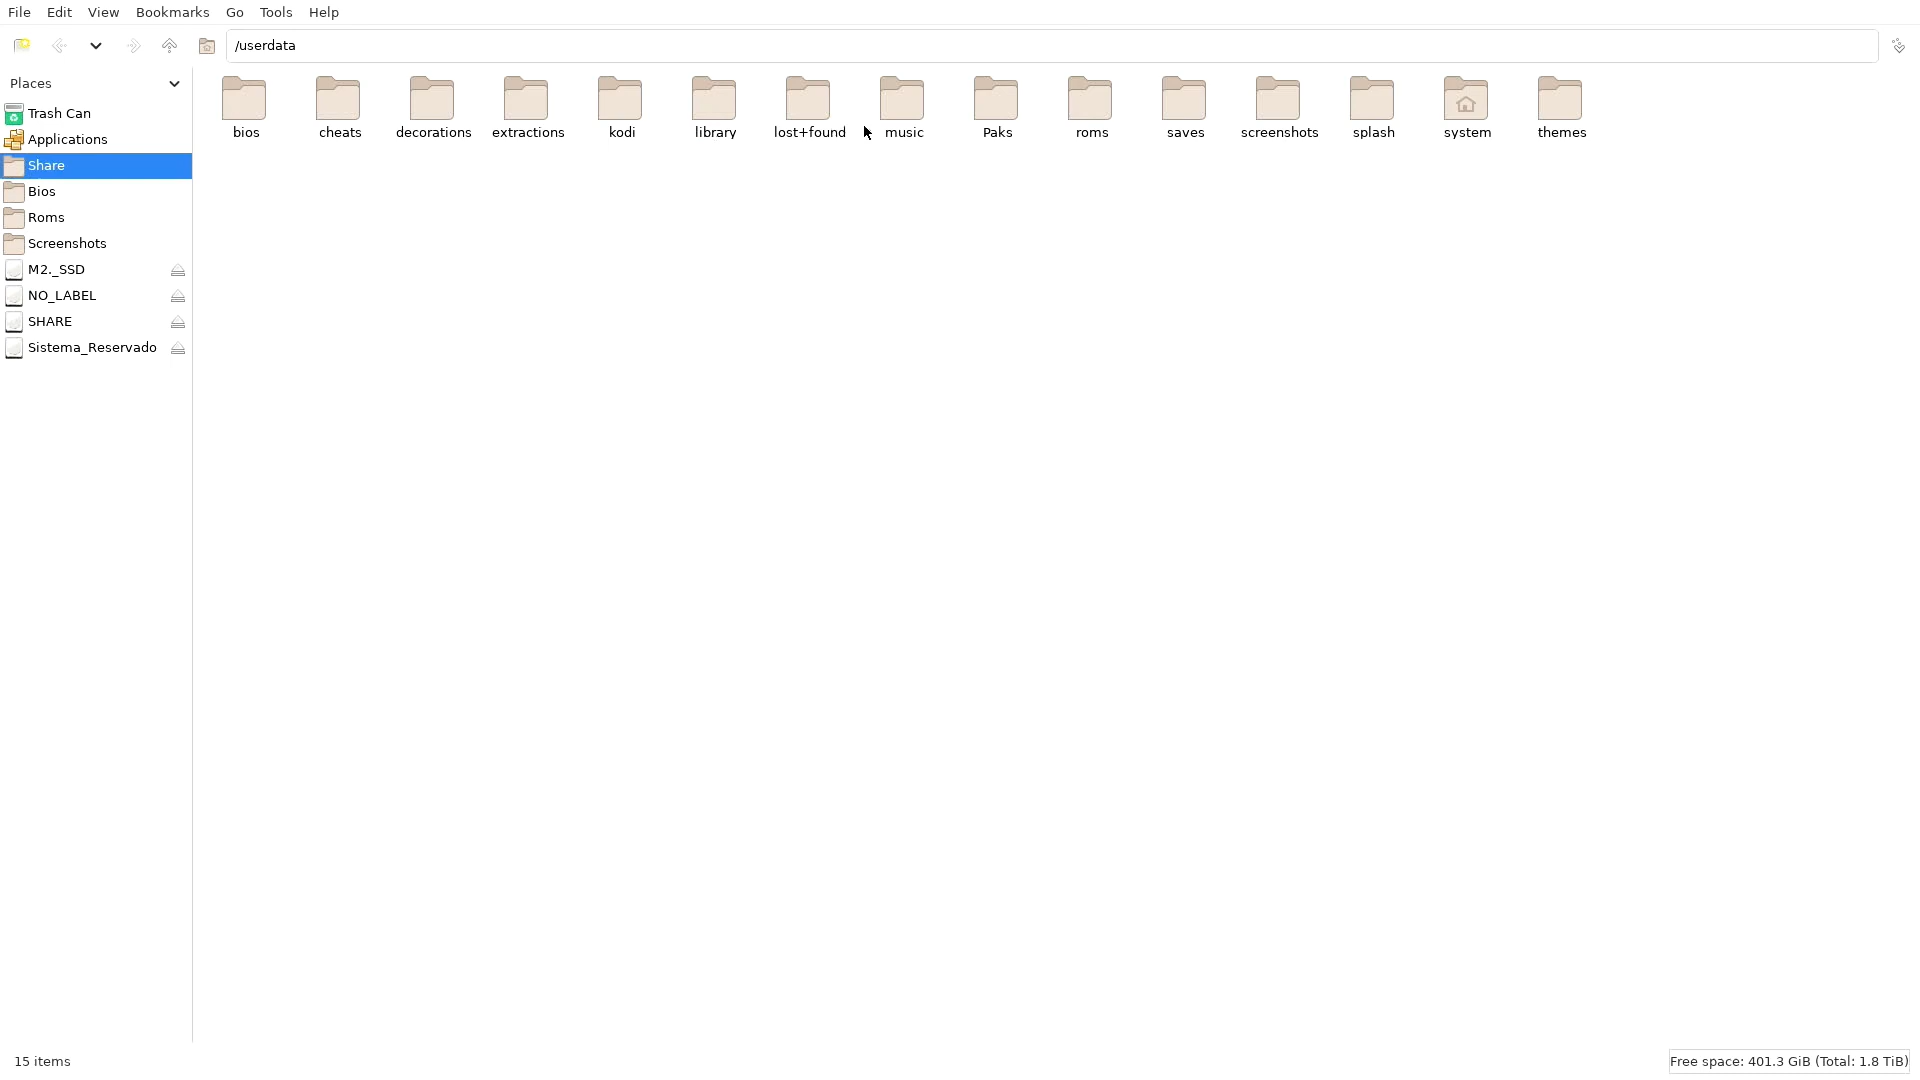 File Edit View Bookmarks Go Tools Help
/userdata
Places
Trash Can
Applications
Share
Bios
Roms
Screenshots
M2._SSD
NO_LABEL
SHARE
Sistema_Reservado
bios cheats decorations extractions kodi library lost+found music Paks roms saves screenshots splash system themes
15 items
Free space: 401.3 GiB (Total: 1.8 TiB)